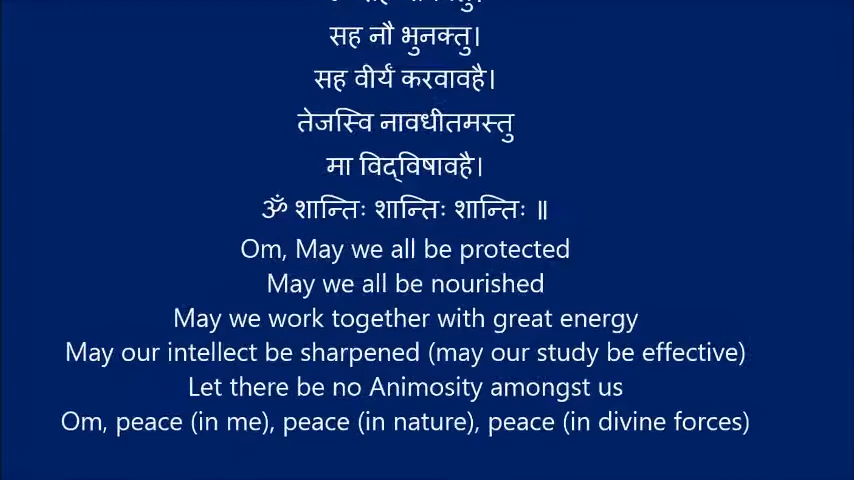 सह नौ भुनक्तु।
सह वीर्यं करवावहै।
तेजस्वि नावधीतमस्तु
मा विद्‌विषावहै।
ॐ शान्तिः शान्तिः शान्तिः ॥
Om, May we all be protected
May we all be nourished
May we work together with great energy
May our intellect be sharpened (may our study be effective)
Let there be no Animosity amongst us
Om, peace (in me), peace (in nature), peace (in divine forces)